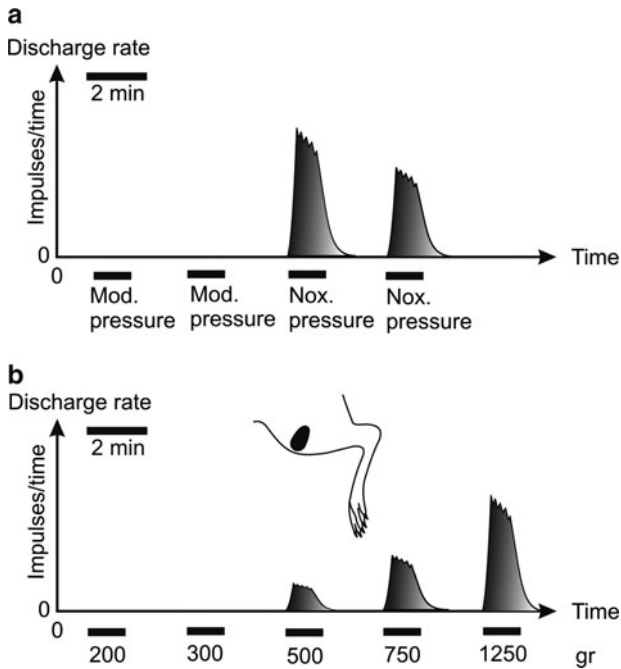 a
Discharge rate
2 min
Impulses/time
0
0
Time
Mod. pressure
Mod. pressure
Nox. pressure
Nox. pressure
b
Discharge rate
2 min
Impulses/time
0
0
Time
200 300 500 750 1250 gr